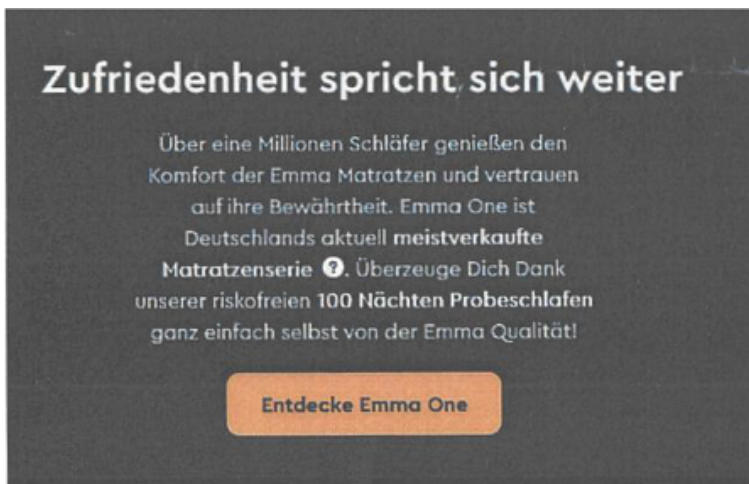 Zufriedenheit spricht sich weiter
Über eine Millionen Schläfer genießen den
Komfort der Emma Matratzen und vertrauen
auf ihre Bewährtheit. Emma One ist
Deutschlands aktuell meistverkaufte
Matratzenserie ?. Überzeuge Dich Dank
unserer riskofreien 100 Nächten Probeschlafen
ganz einfach selbst von der Emma Qualität!
Entdecke Emma One